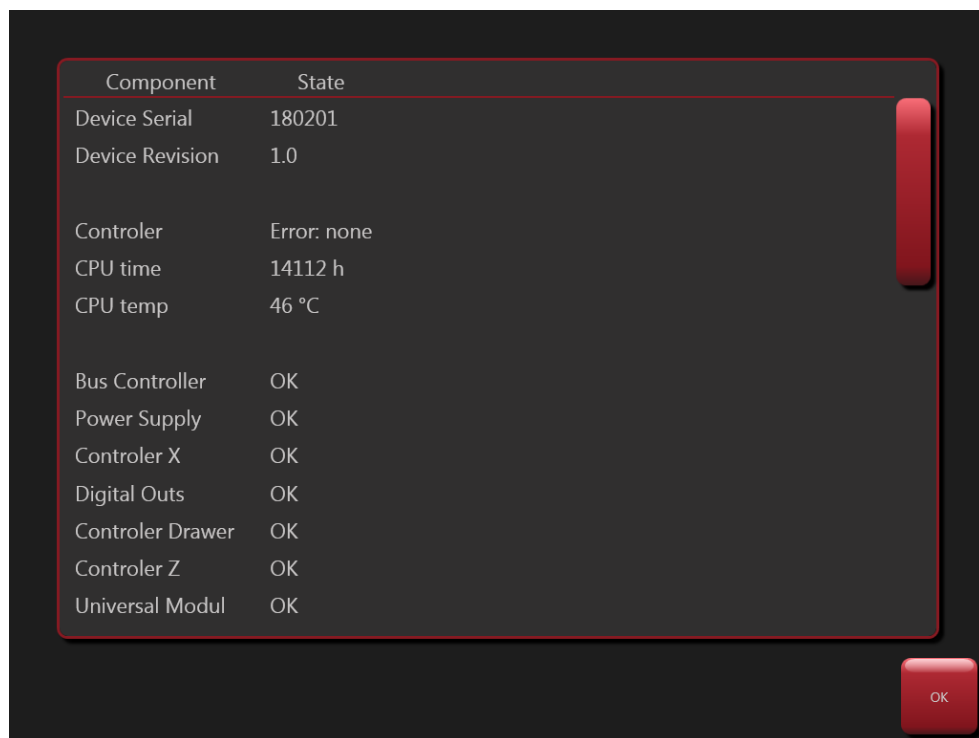 Component State
Device Serial 180201
Device Revision 1.0
Controler Error: none
CPU time 14112 h
CPU temp 46 °C
Bus Controller OK
Power Supply OK
Controler X OK
Digital Outs OK
Controler Drawer OK
Controler Z OK
Universal Modul OK
OK